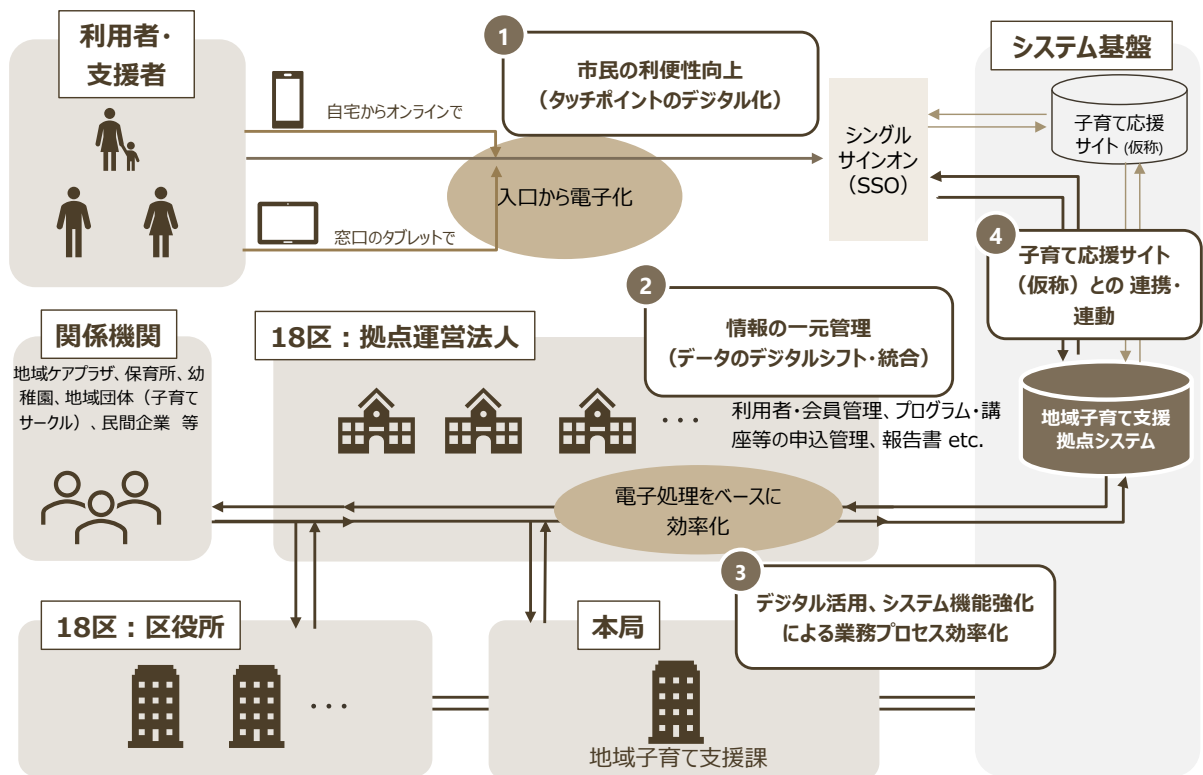 利用者・
支援者
自宅からオンラインで
窓口のタブレットで
1
市民の利便性向上
（タッチポイントのデジタル化）
入口から電子化
シングル
サインオン
（SSO）
システム基盤
子育て応援
サイト (仮称)
4
子育て応援サイト
（仮称）との 連携・
連動
地域子育て支援
拠点システム
関係機関
地域ケアプラザ、保育所、幼
稚園、地域団体（子育て
サークル）、民間企業 等
18区：拠点運営法人
2
情報の一元管理
（データのデジタルシフト・統合）
・・・
利用者・会員管理、プログラム・講
座等の申込管理、報告書 etc.
電子処理をベースに
効率化
3
デジタル活用、システム機能強化
による業務プロセス効率化
18区：区役所
・・・
本局
地域子育て支援課